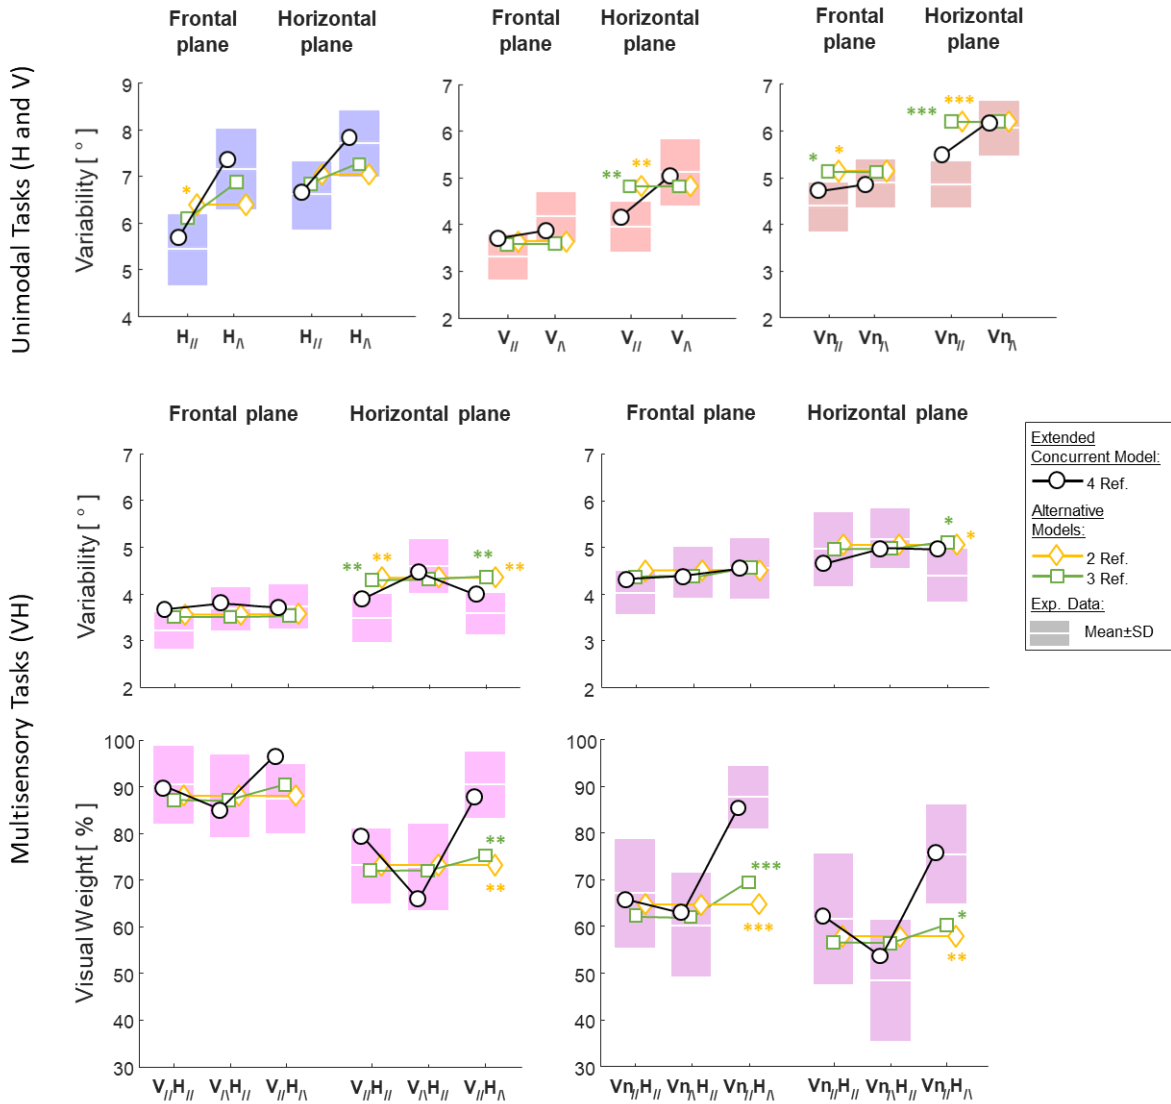 Frontal plane
Horizontal plane
Frontal plane
Horizontal plane
Frontal plane
Horizontal plane
Unimodal Tasks (H and V)
Variability [ ° ]
9
8
7
6
5
4
*
H// H/\ H// H/\
7
6
5
4
3
2
** **
V// V/\ V// V/\
7
6
5
4
3
2
* * *** ***
Vn// Vn/\ Vn// Vn/\
Multisensory Tasks (VH)
Frontal plane Horizontal plane
Variability [ ° ]
7
6
5
4
3
2
** ** ** **
Frontal plane Horizontal plane
7
6
5
4
3
2
* *
Extended
Concurrent Model:
4 Ref.
Alternative
Models:
2 Ref.
3 Ref.
Exp. Data:
Mean±SD
Visual Weight [ % ]
100
90
80
70
60
50
40
30
**
**
V//H// V/\H// V//H/\ V//H// V/\H// V//H/\
100
90
80
70
60
50
40
30
***
***
*
**
Vn//H// Vn/\H// Vn//H/\ Vn//H// Vn/\H// Vn//H/\